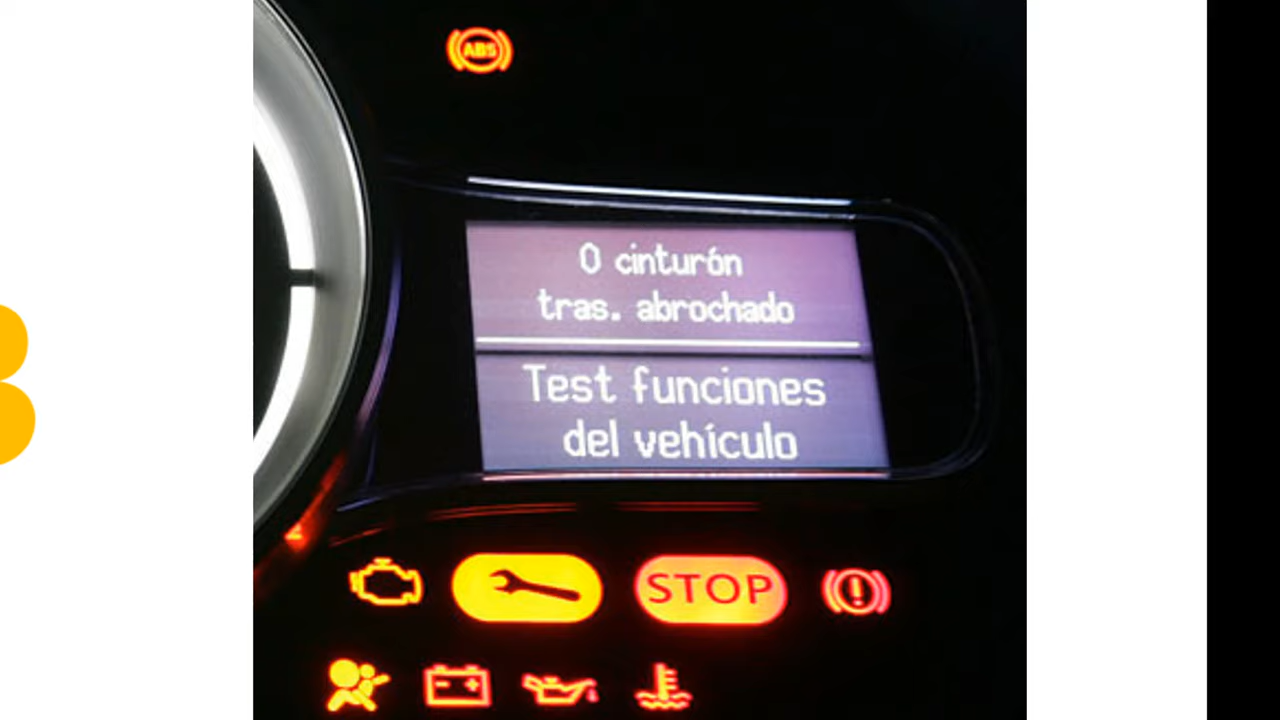 ABS
0 cinturón
tras. abrochado
Test funciones
del vehículo
STOP